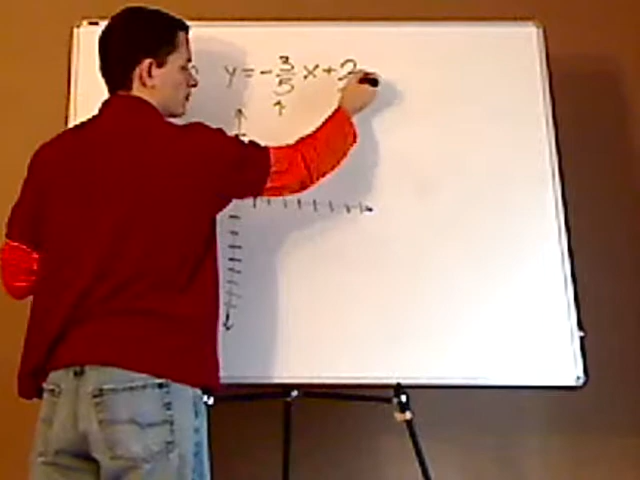 y = -3/5 x + 2